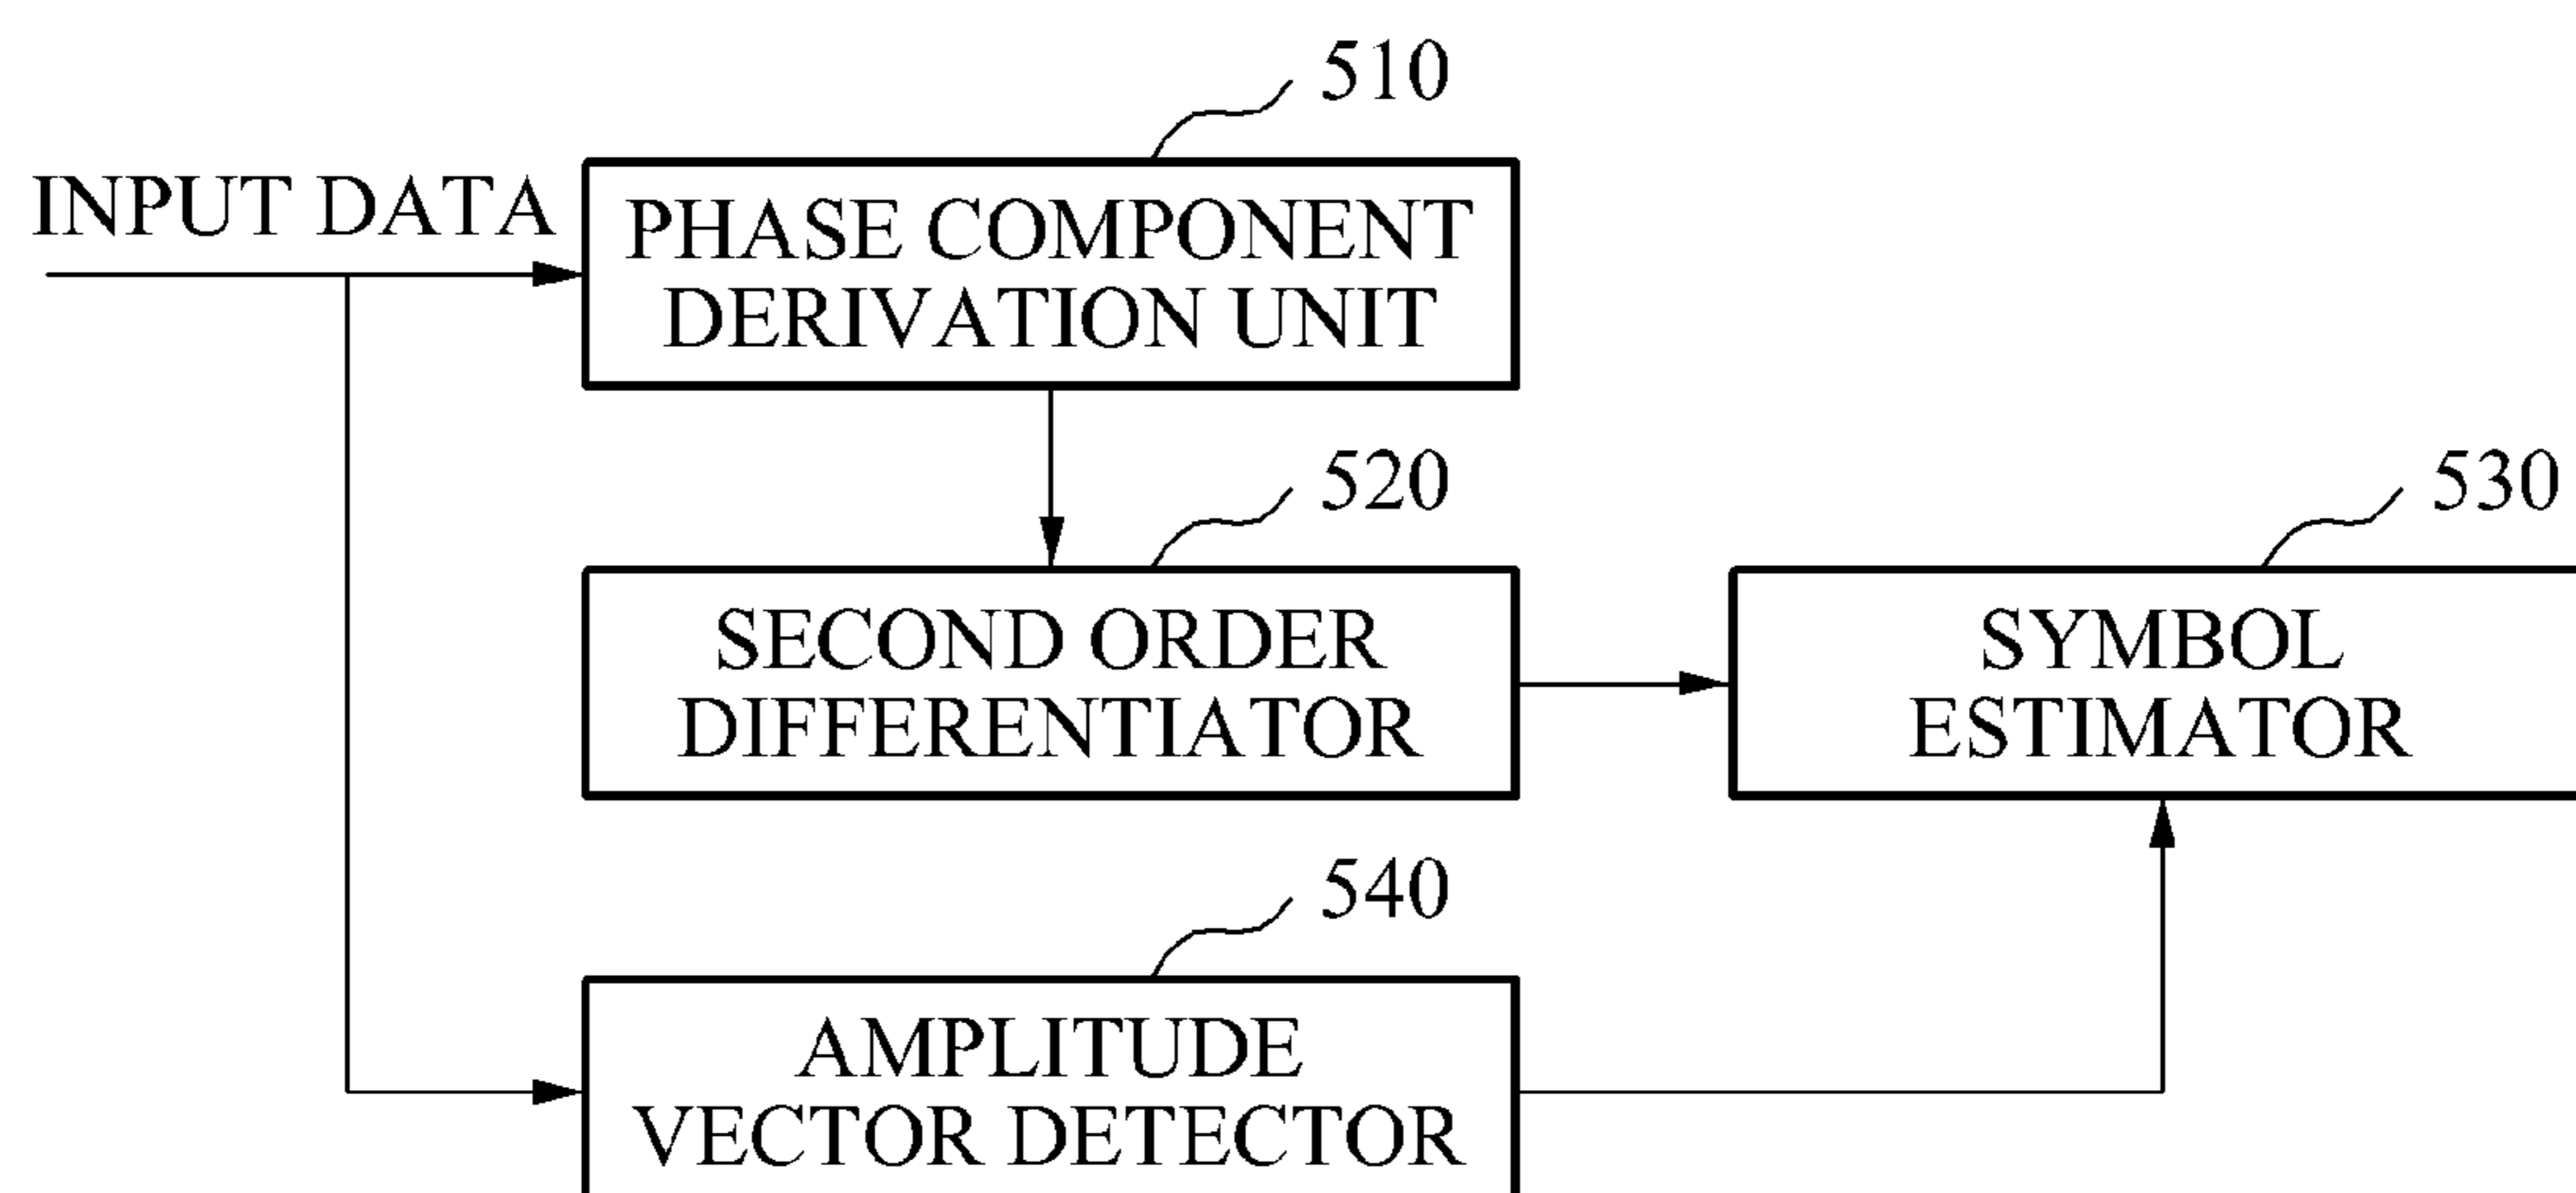 510
INPUT DATA
PHASE COMPONENT
DERIVATION UNIT
520
530
SECOND ORDER
DIFFERENTIATOR
SYMBOL
ESTIMATOR
540
AMPLITUDE
VECTOR DETECTOR